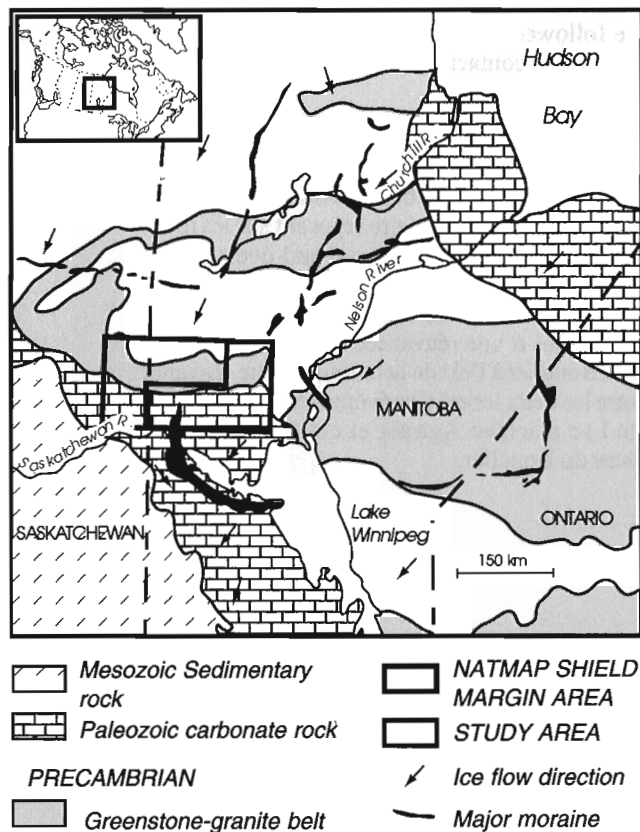 Hudson
Bay
Churchill R.
Nelson River
MANITOBA
Saskatchewan R.
SASKATCHEWAN
Lake
Winnipeg
ONTARIO
150 km
Mesozoic Sedimentary
rock
Paleozoic carbonate rock
PRECAMBRIAN
Greenstone-granite belt
NATMAP SHIELD
MARGIN AREA
STUDY AREA
Ice flow direction
Major moraine